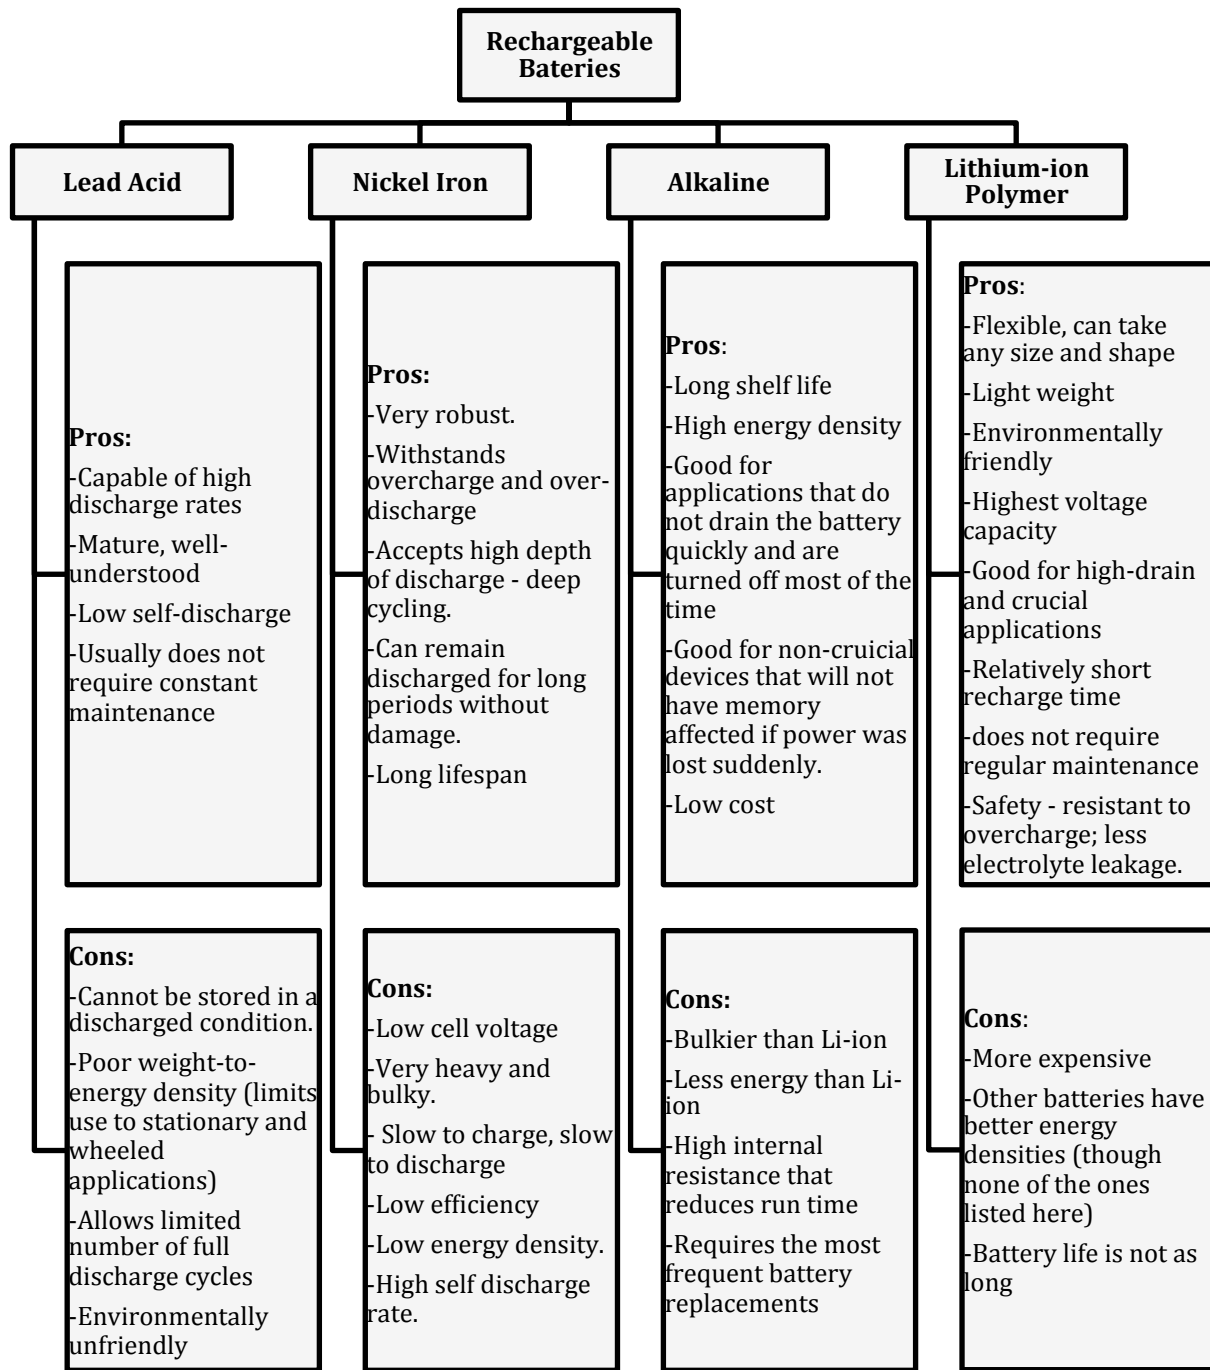 Rechargeable
Bateries
Lead Acid
Nickel Iron
Alkaline
Lithium-ion
Polymer
Pros:
-Capable of high
discharge rates
-Mature, well-
understood
-Low self-discharge
-Usually does not
require constant
maintenance
Pros:
-Very robust.
-Withstands
overcharge and over-
discharge
-Accepts high depth
of discharge - deep
cycling.
-Can remain
discharged for long
periods without
damage.
-Long lifespan
Pros:
-Long shelf life
-High energy density
-Good for
applications that do
not drain the battery
quickly and are
turned off most of the
time
-Good for non-cruicial
devices that will not
have memory
affected if power was
lost suddenly.
-Low cost
Pros:
-Flexible, can take
any size and shape
-Light weight
-Environmentally
friendly
-Highest voltage
capacity
-Good for high-drain
and crucial
applications
-Relatively short
recharge time
-does not require
regular maintenance
-Safety - resistant to
overcharge; less
electrolyte leakage.
Cons:
-Cannot be stored in a
discharged condition.
-Poor weight-to-
energy density (limits
use to stationary and
wheeled
applications)
-Allows limited
number of full
discharge cycles
-Environmentally
unfriendly
Cons:
-Low cell voltage
-Very heavy and
bulky.
- Slow to charge, slow
to discharge
-Low efficiency
-Low energy density.
-High self discharge
rate.
Cons:
-Bulkier than Li-ion
-Less energy than Li-
ion
-High internal
resistance that
reduces run time
-Requires the most
frequent battery
replacements
Cons:
-More expensive
-Other batteries have
better energy
densities (though
none of the ones
listed here)
-Battery life is not as
long